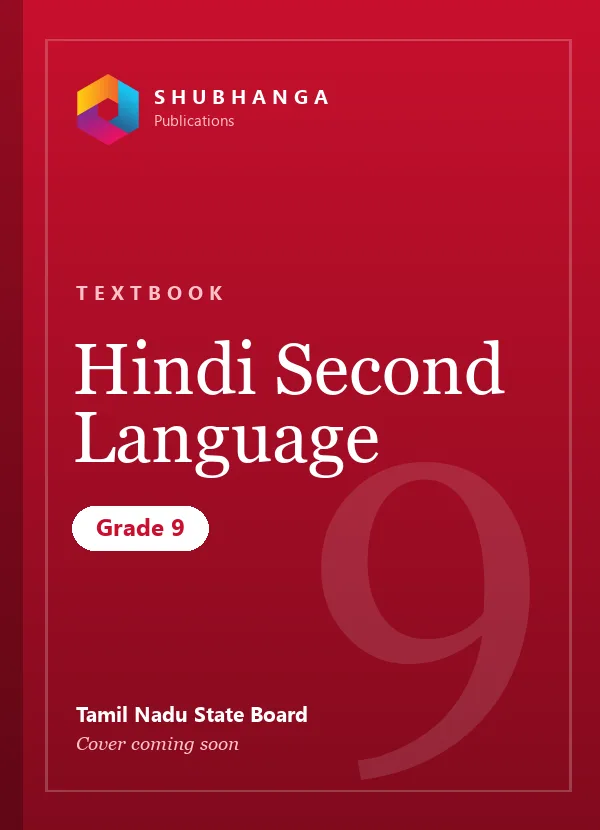 SHUBHANGA
Publications
TEXTBOOK
Hindi Second
Language
Grade 9
9
Tamil Nadu State Board
Cover coming soon